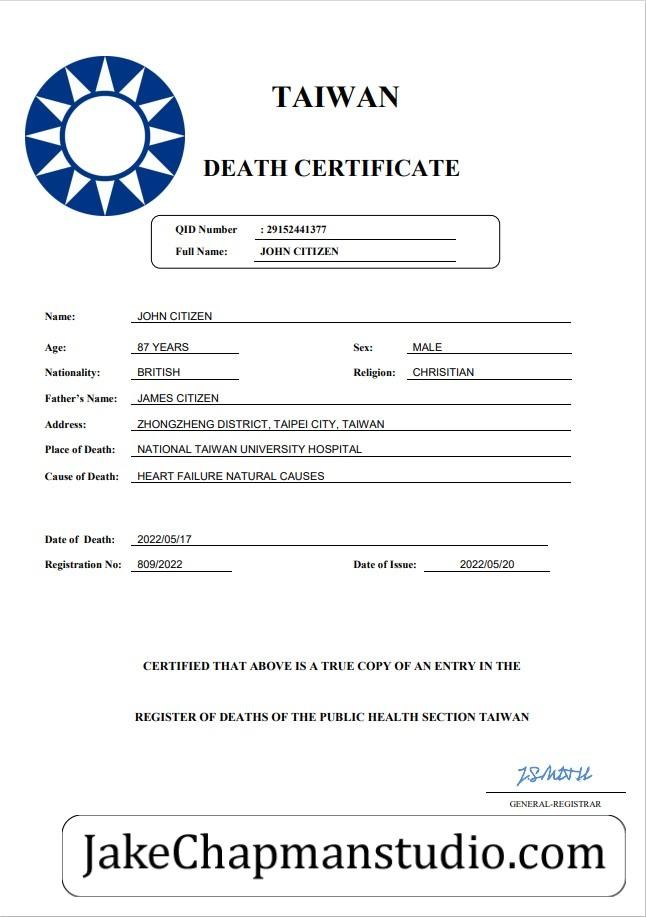 TAIWAN
DEATH CERTIFICATE
QID Number : 29152441377
Full Name: JOHN CITIZEN
Name: JOHN CITIZEN
Age: 87 YEARS Sex: MALE
Nationality: BRITISH Religion: CHRISITIAN
Father's Name: JAMES CITIZEN
Address: ZHONGZHENG DISTRICT, TAIPEI CITY, TAIWAN
Place of Death: NATIONAL TAIWAN UNIVERSITY HOSPITAL
Cause of Death: HEART FAILURE NATURAL CAUSES
Date of Death: 2022/05/17
Registration No: 809/2022 Date of Issue: 2022/05/20
CERTIFIED THAT ABOVE IS A TRUE COPY OF AN ENTRY IN THE
REGISTER OF DEATHS OF THE PUBLIC HEALTH SECTION TAIWAN
GENERAL-REGISTRAR
JakeChapmanstudio.com